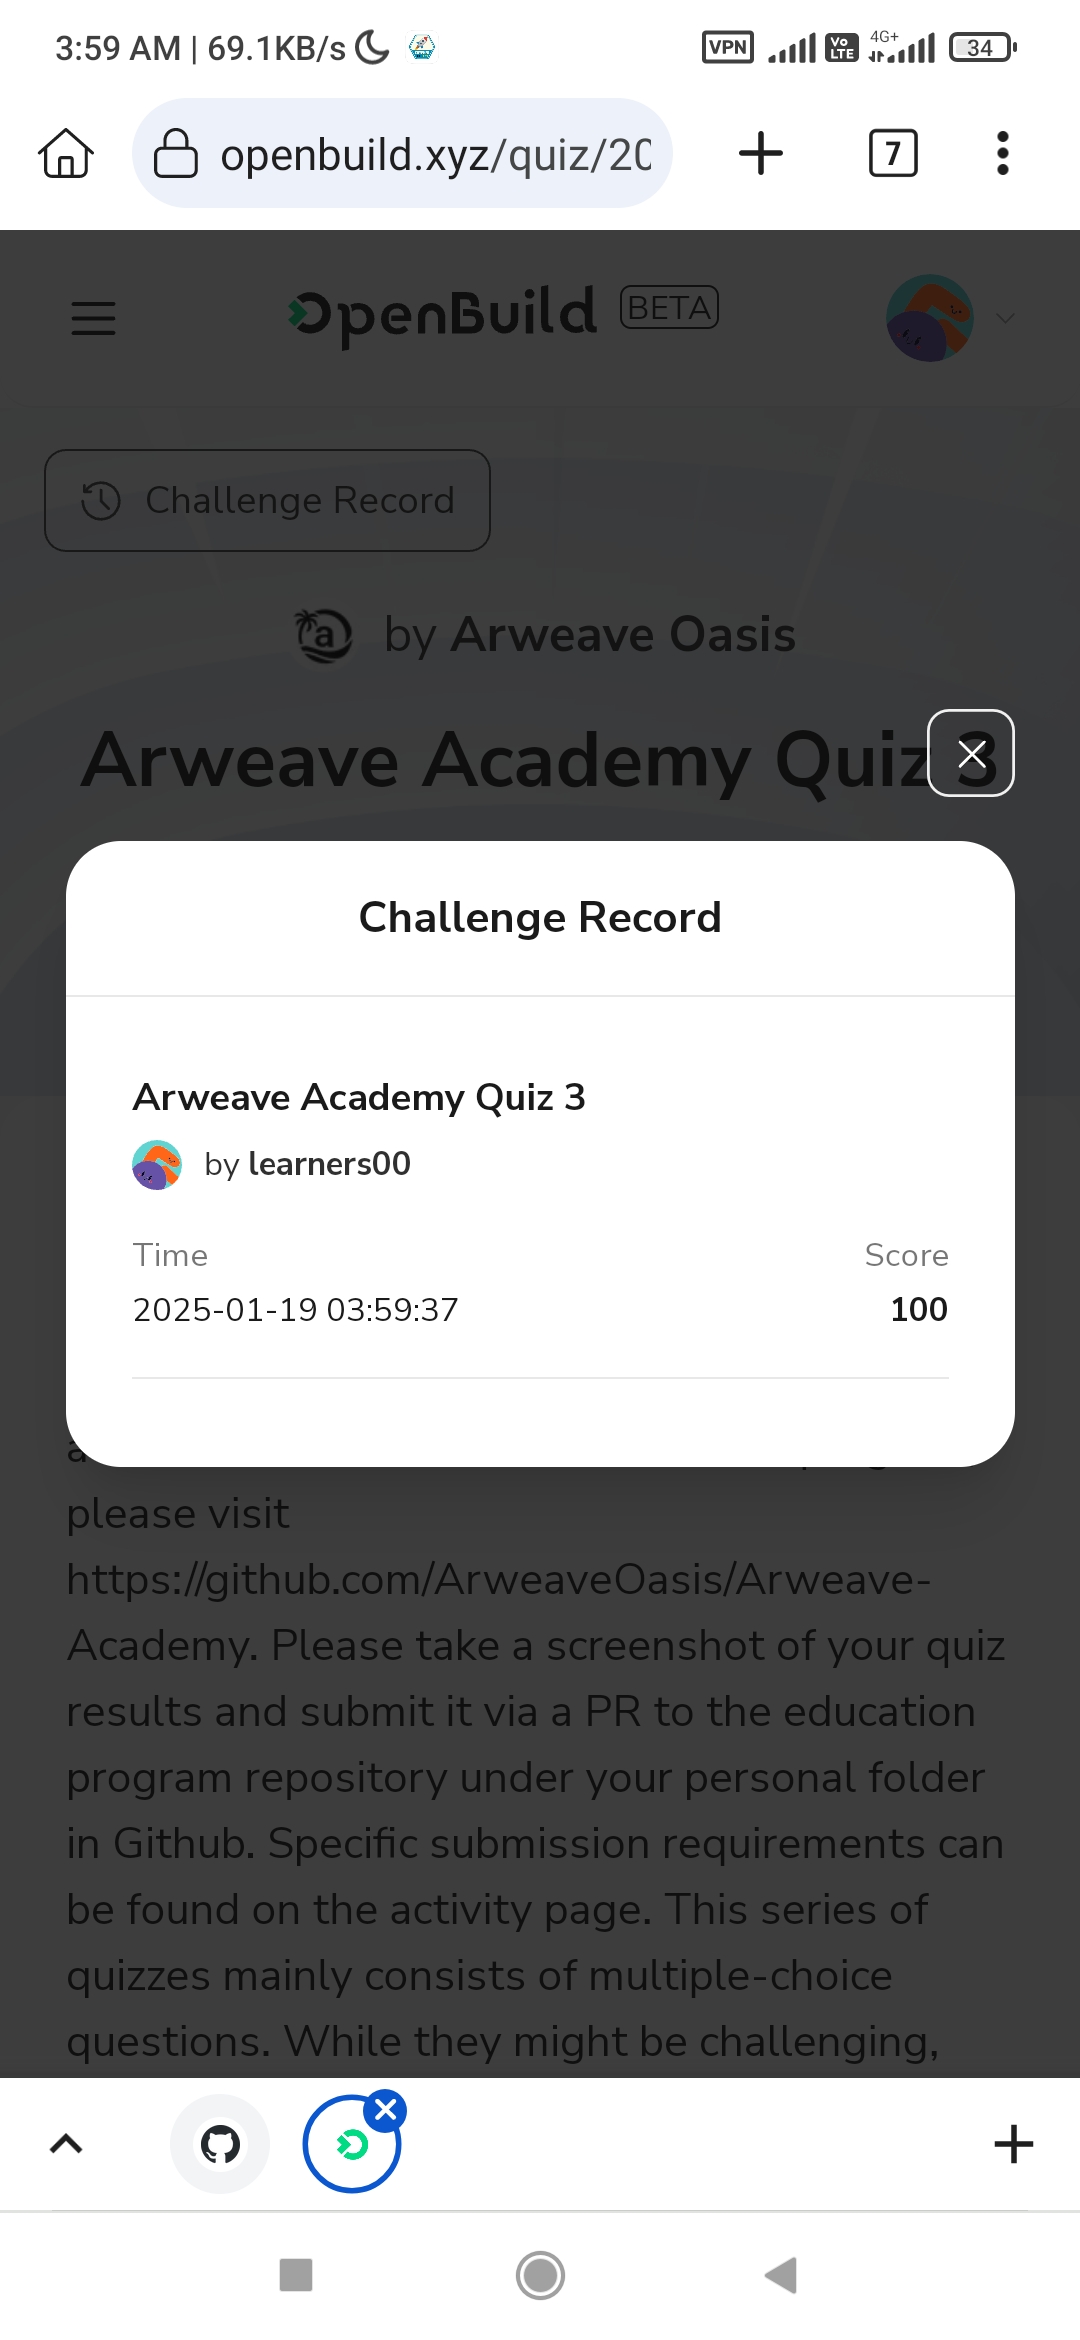 3:59 AM | 69.1KB/s
VPN
Vo LTE
4G+
34
openbuild.xyz/quiz/20
7
OpenBuild BETA
Challenge Record
by Arweave Oasis
Arweave Academy Quiz 3
Challenge Record
Arweave Academy Quiz 3
by learners00
Time Score
2025-01-19 03:59:37 100
please visit
https://github.com/ArweaveOasis/Arweave-
Academy. Please take a screenshot of your quiz
results and submit it via a PR to the education
program repository under your personal folder
in Github. Specific submission requirements can
be found on the activity page. This series of
quizzes mainly consists of multiple-choice
questions. While they might be challenging,